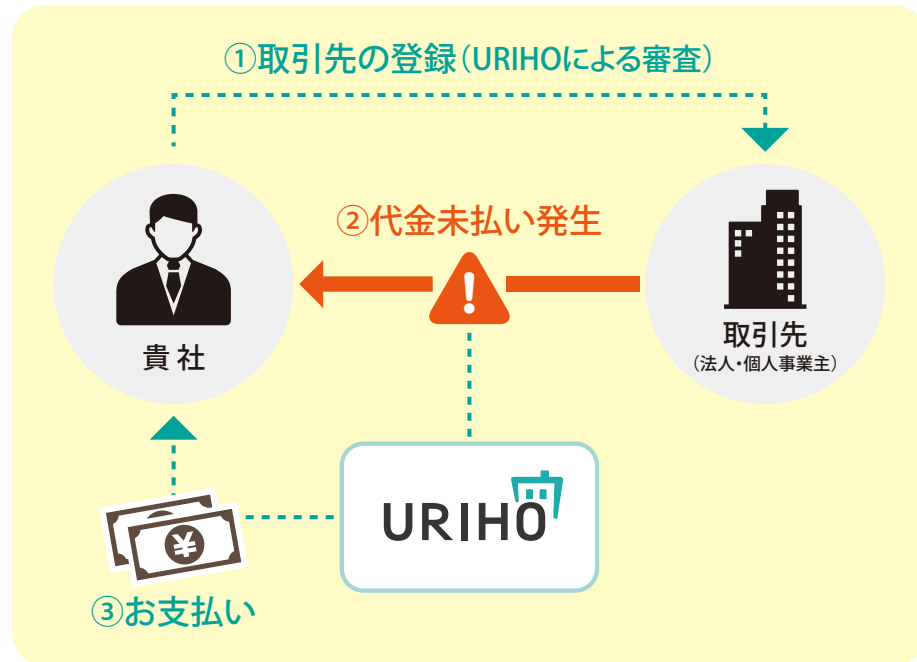 ①取引先の登録（URIHOによる審査）
②代金未払い発生
貴社
取引先
（法人・個人事業主）
¥
URIHO
③お支払い